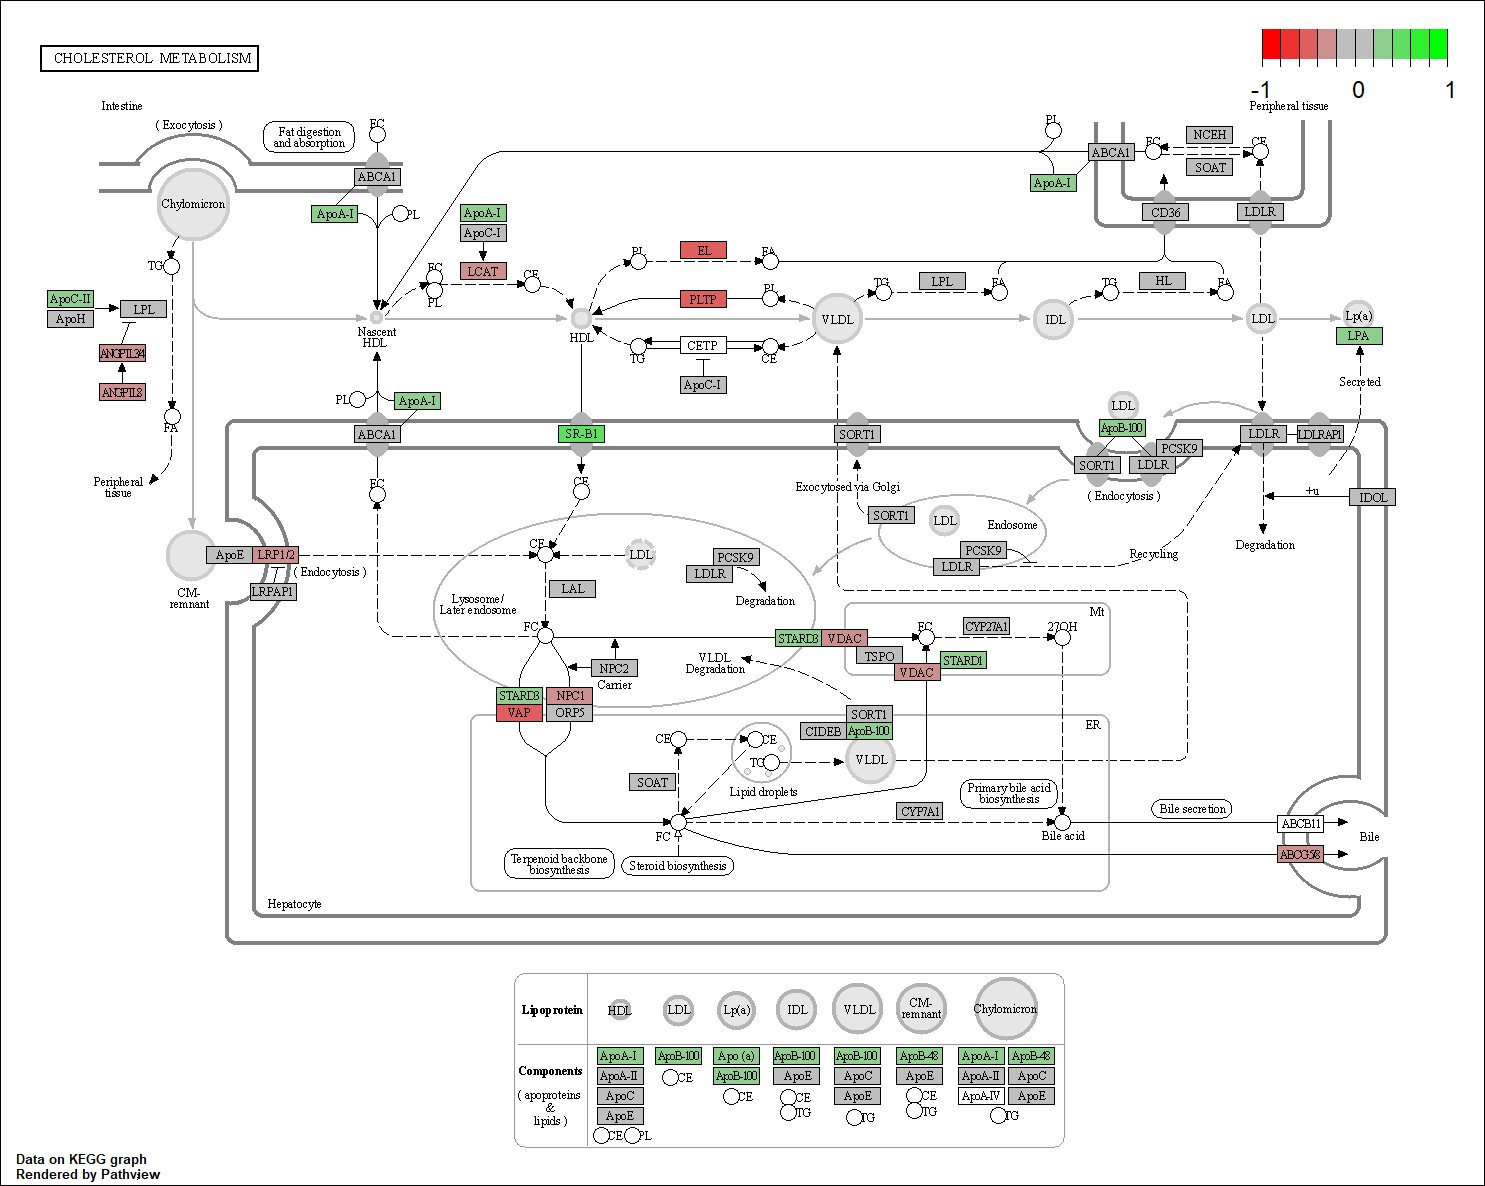 CHOLESTEROL METABOLISM
-1 0 1
Intestine
( Exocytosis )
Fat digestion
and absorption
FC
ABCA1
ApoA-I
PL
Chylomicron
TG
ApoC-II
ApoH
LPL
ANGPTL3/4
ANGPTL8
FA
Peripheral
tissue
ApoA-I
ApoC-I
LCAT
FC
PL
CE
Nascent
HDL
HDL
PL
EL
FA
PLTP
PL
TG
CETP
CE
ApoC-I
VLDL
TG
LPL
FA
IDL
TG
HL
FA
LDL
Lp(a)
LPA
Secreted
Peripheral tissue
PL
ABCA1
ApoA-I
FC
NCEH
SOAT
CE
CD36
LDLR
PL
ApoA-I
ABCA1
FC
SR-B1
CE
SORT1
Exocytosed via Golgi
LDL
ApoB-100
SORT1
LDLR
PCSK9
( Endocytosis )
LDLR
LDLRAP1
+u
IDOL
Degradation
SORT1
LDL
Endosome
PCSK9
LDLR
Recycling
CM-
remnant
ApoE
LRP1/2
( Endocytosis )
LRPAP1
CE
LDL
LAL
PCSK9
LDLR
Degradation
Lysosome/
Later endosome
FC
NPC2
Carrier
STARD3
VDAC
FC
CYP27A1
27OH
Mt
TSPO
STARD1
VDAC
VLDL
Degradation
STARD3
NPC1
VAP
ORP5
SORT1
CIDEB
ApoB-100
VLDL
ER
CE
CE
TG
Lipid droplets
SOAT
FC
CYP7A1
Primary bile acid
biosynthesis
Bile acid
Bile secretion
ABCB11
ABCG5/8
Bile
Terpenoid backbone
biosynthesis
Steroid biosynthesis
Hepatocyte
Lipoprotein
HDL
LDL
Lp(a)
IDL
VLDL
CM-
remnant
Chylomicron
Components
( apoproteins
&
lipids )
ApoA-I ApoB-100 Apo (a) ApoB-100 ApoB-100 ApoB-48 ApoA-I ApoB-48
ApoA-II CE ApoB-100 ApoE ApoC ApoE ApoA-II ApoC
ApoC CE CE ApoE CE ApoA-IV ApoE
ApoE TG TG TG TG
CE PL
Data on KEGG graph
Rendered by Pathview